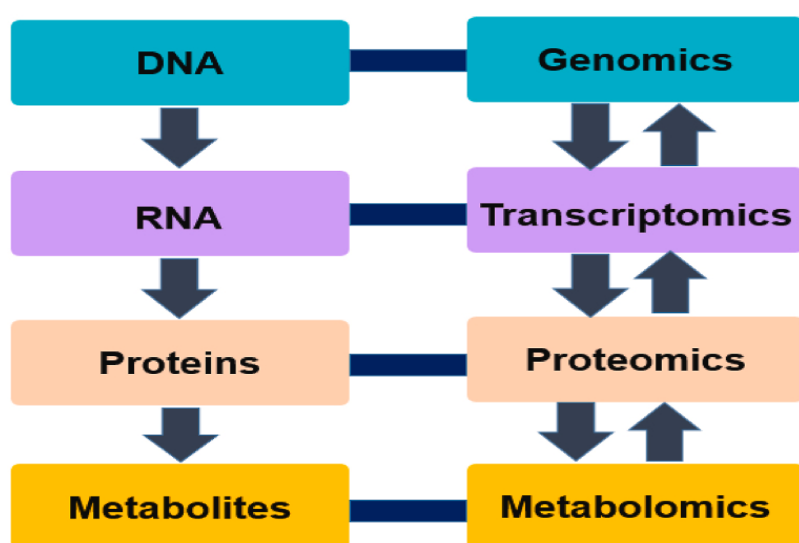 DNA
Genomics
RNA
Transcriptomics
Proteins
Proteomics
Metabolites
Metabolomics